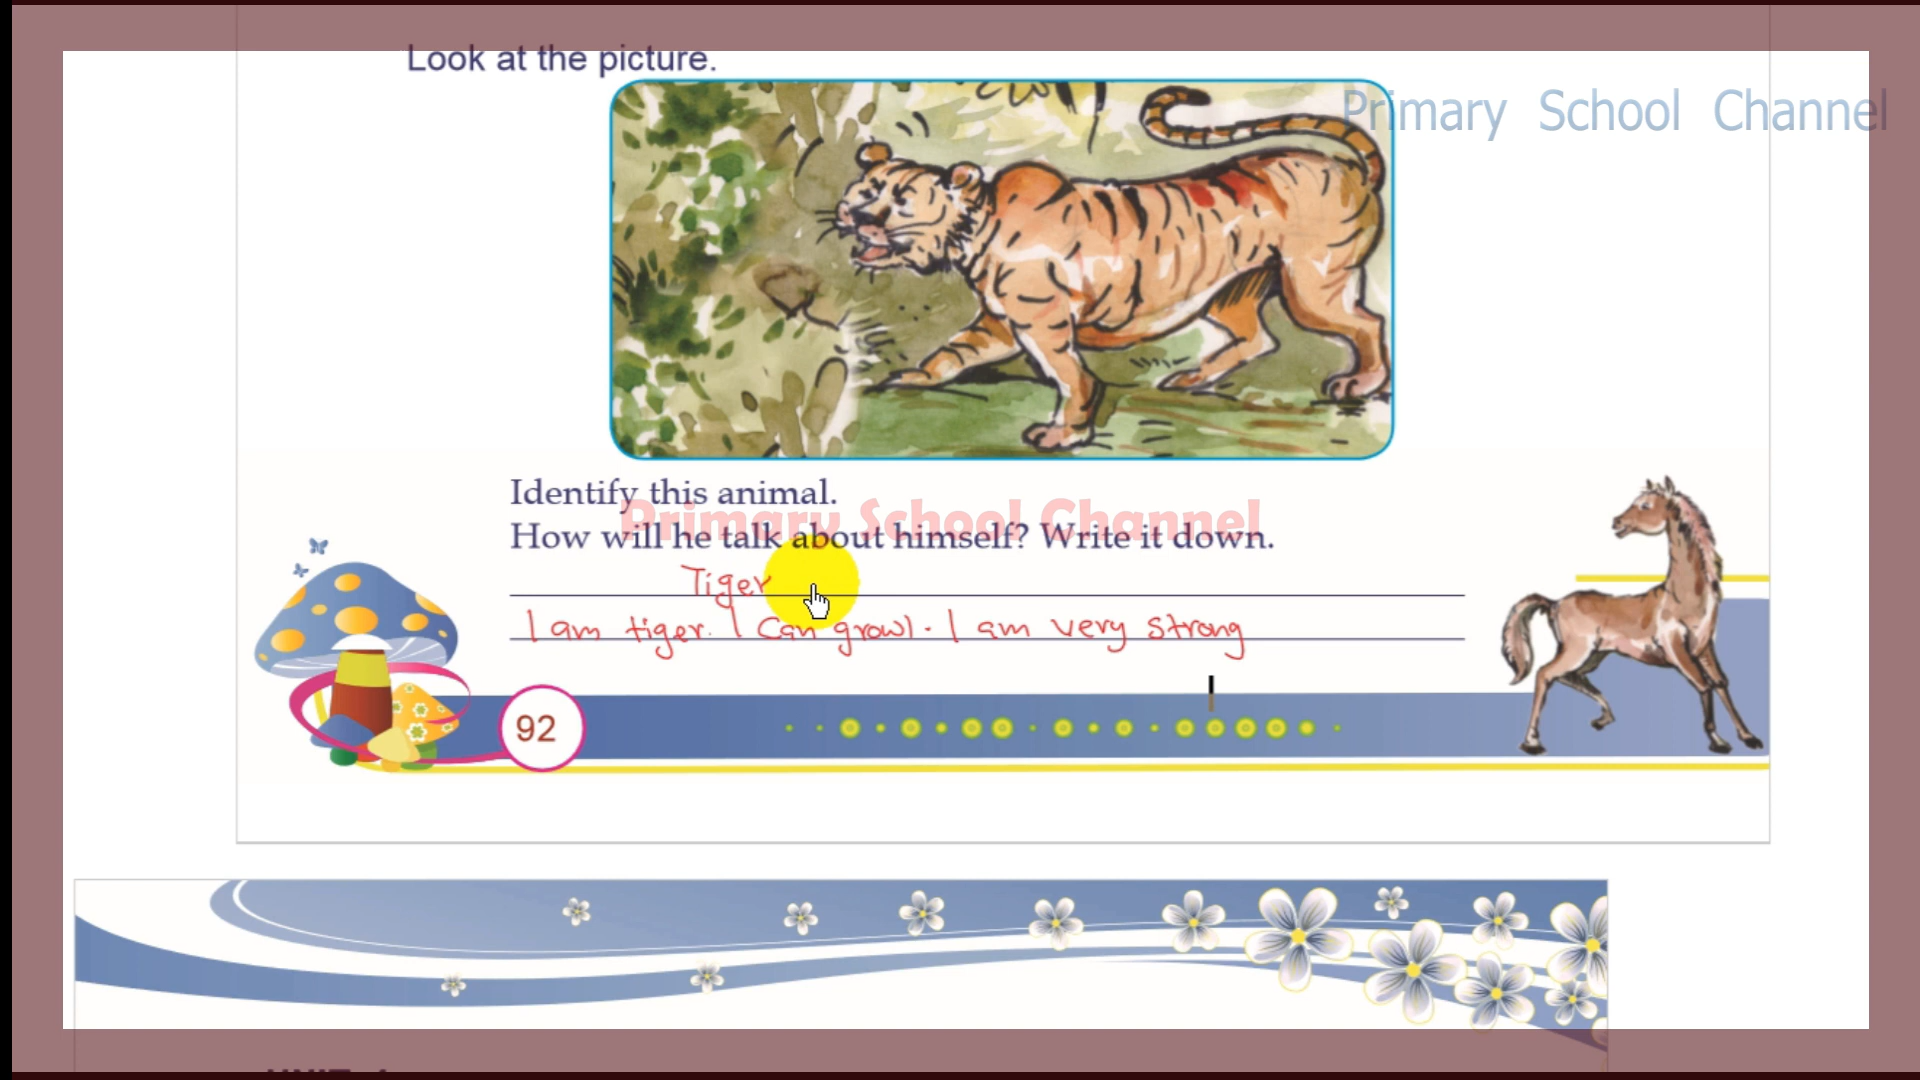 Look at the picture.
Primary School Channel
Identify this animal.
Primary School Channel
How will he talk about himself? Write it down.
Tiger
I am tiger. I Can growl. I am very strong
92